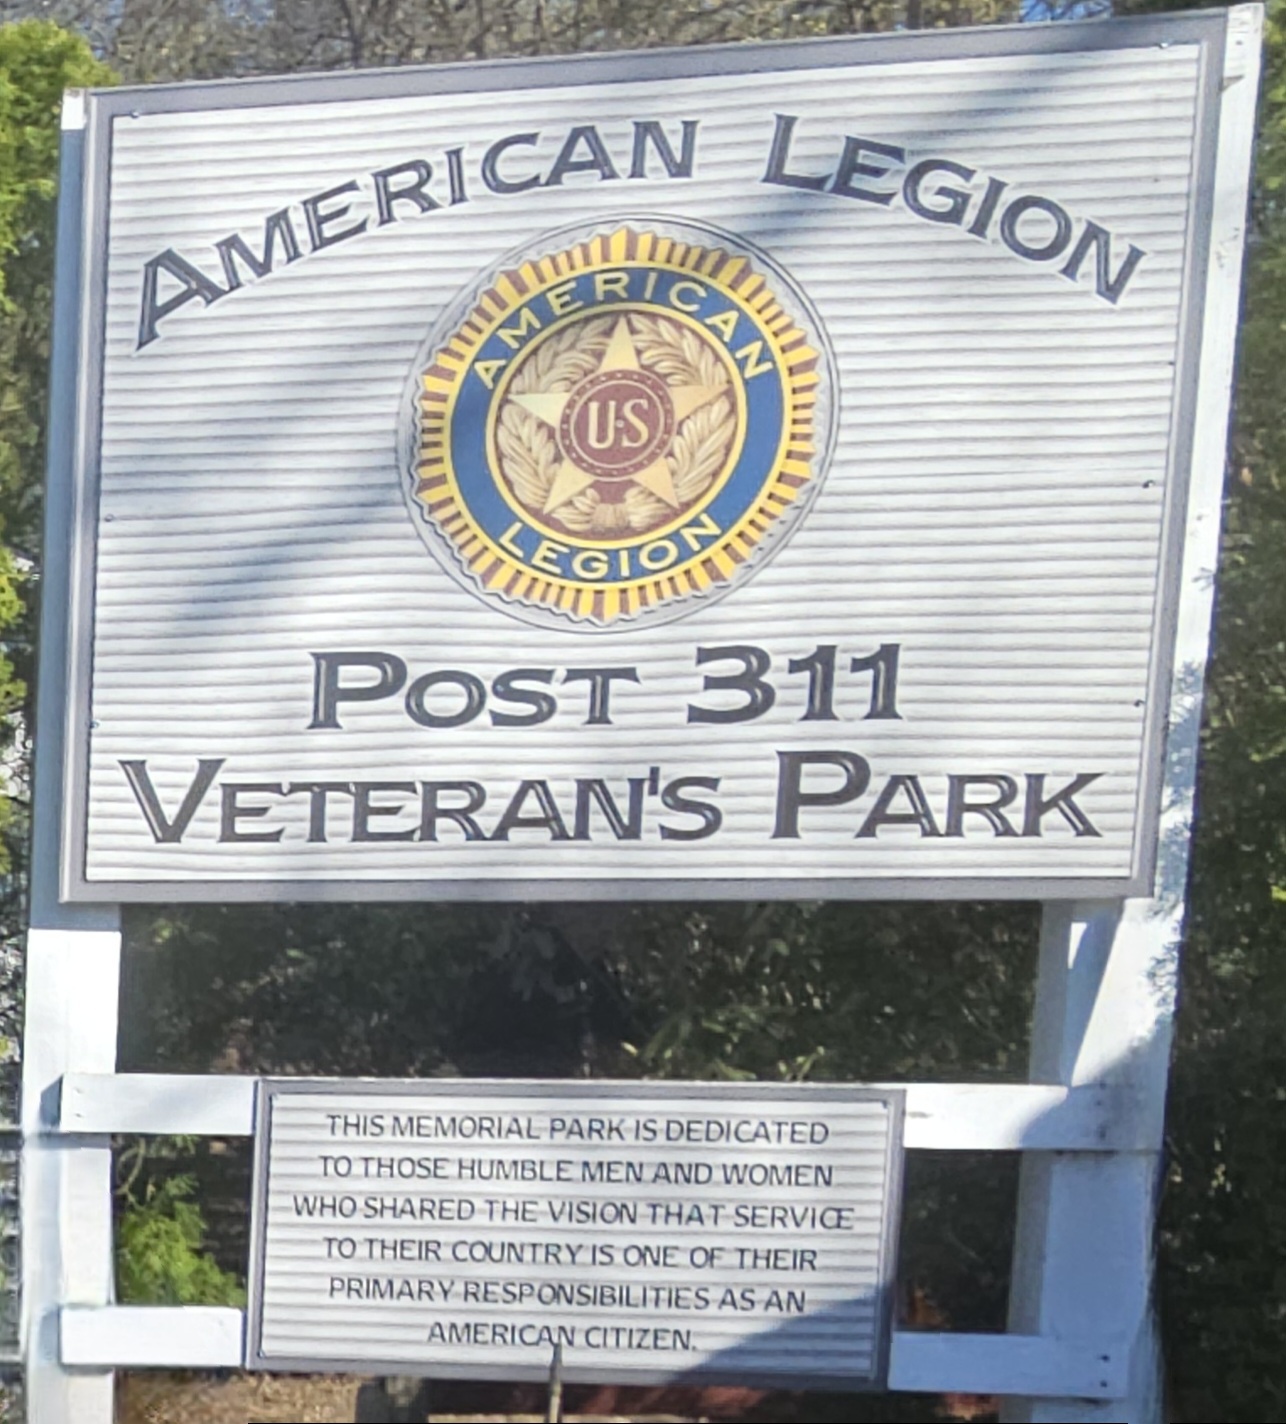 AMERICAN LEGION
AMERICAN
U.S
LEGION
POST 311
VETERAN'S PARK
THIS MEMORIAL PARK IS DEDICATED
TO THOSE HUMBLE MEN AND WOMEN
WHO SHARED THE VISION THAT SERVICE
TO THEIR COUNTRY IS ONE OF THEIR
PRIMARY RESPONSIBILITIES AS AN
AMERICAN CITIZEN.